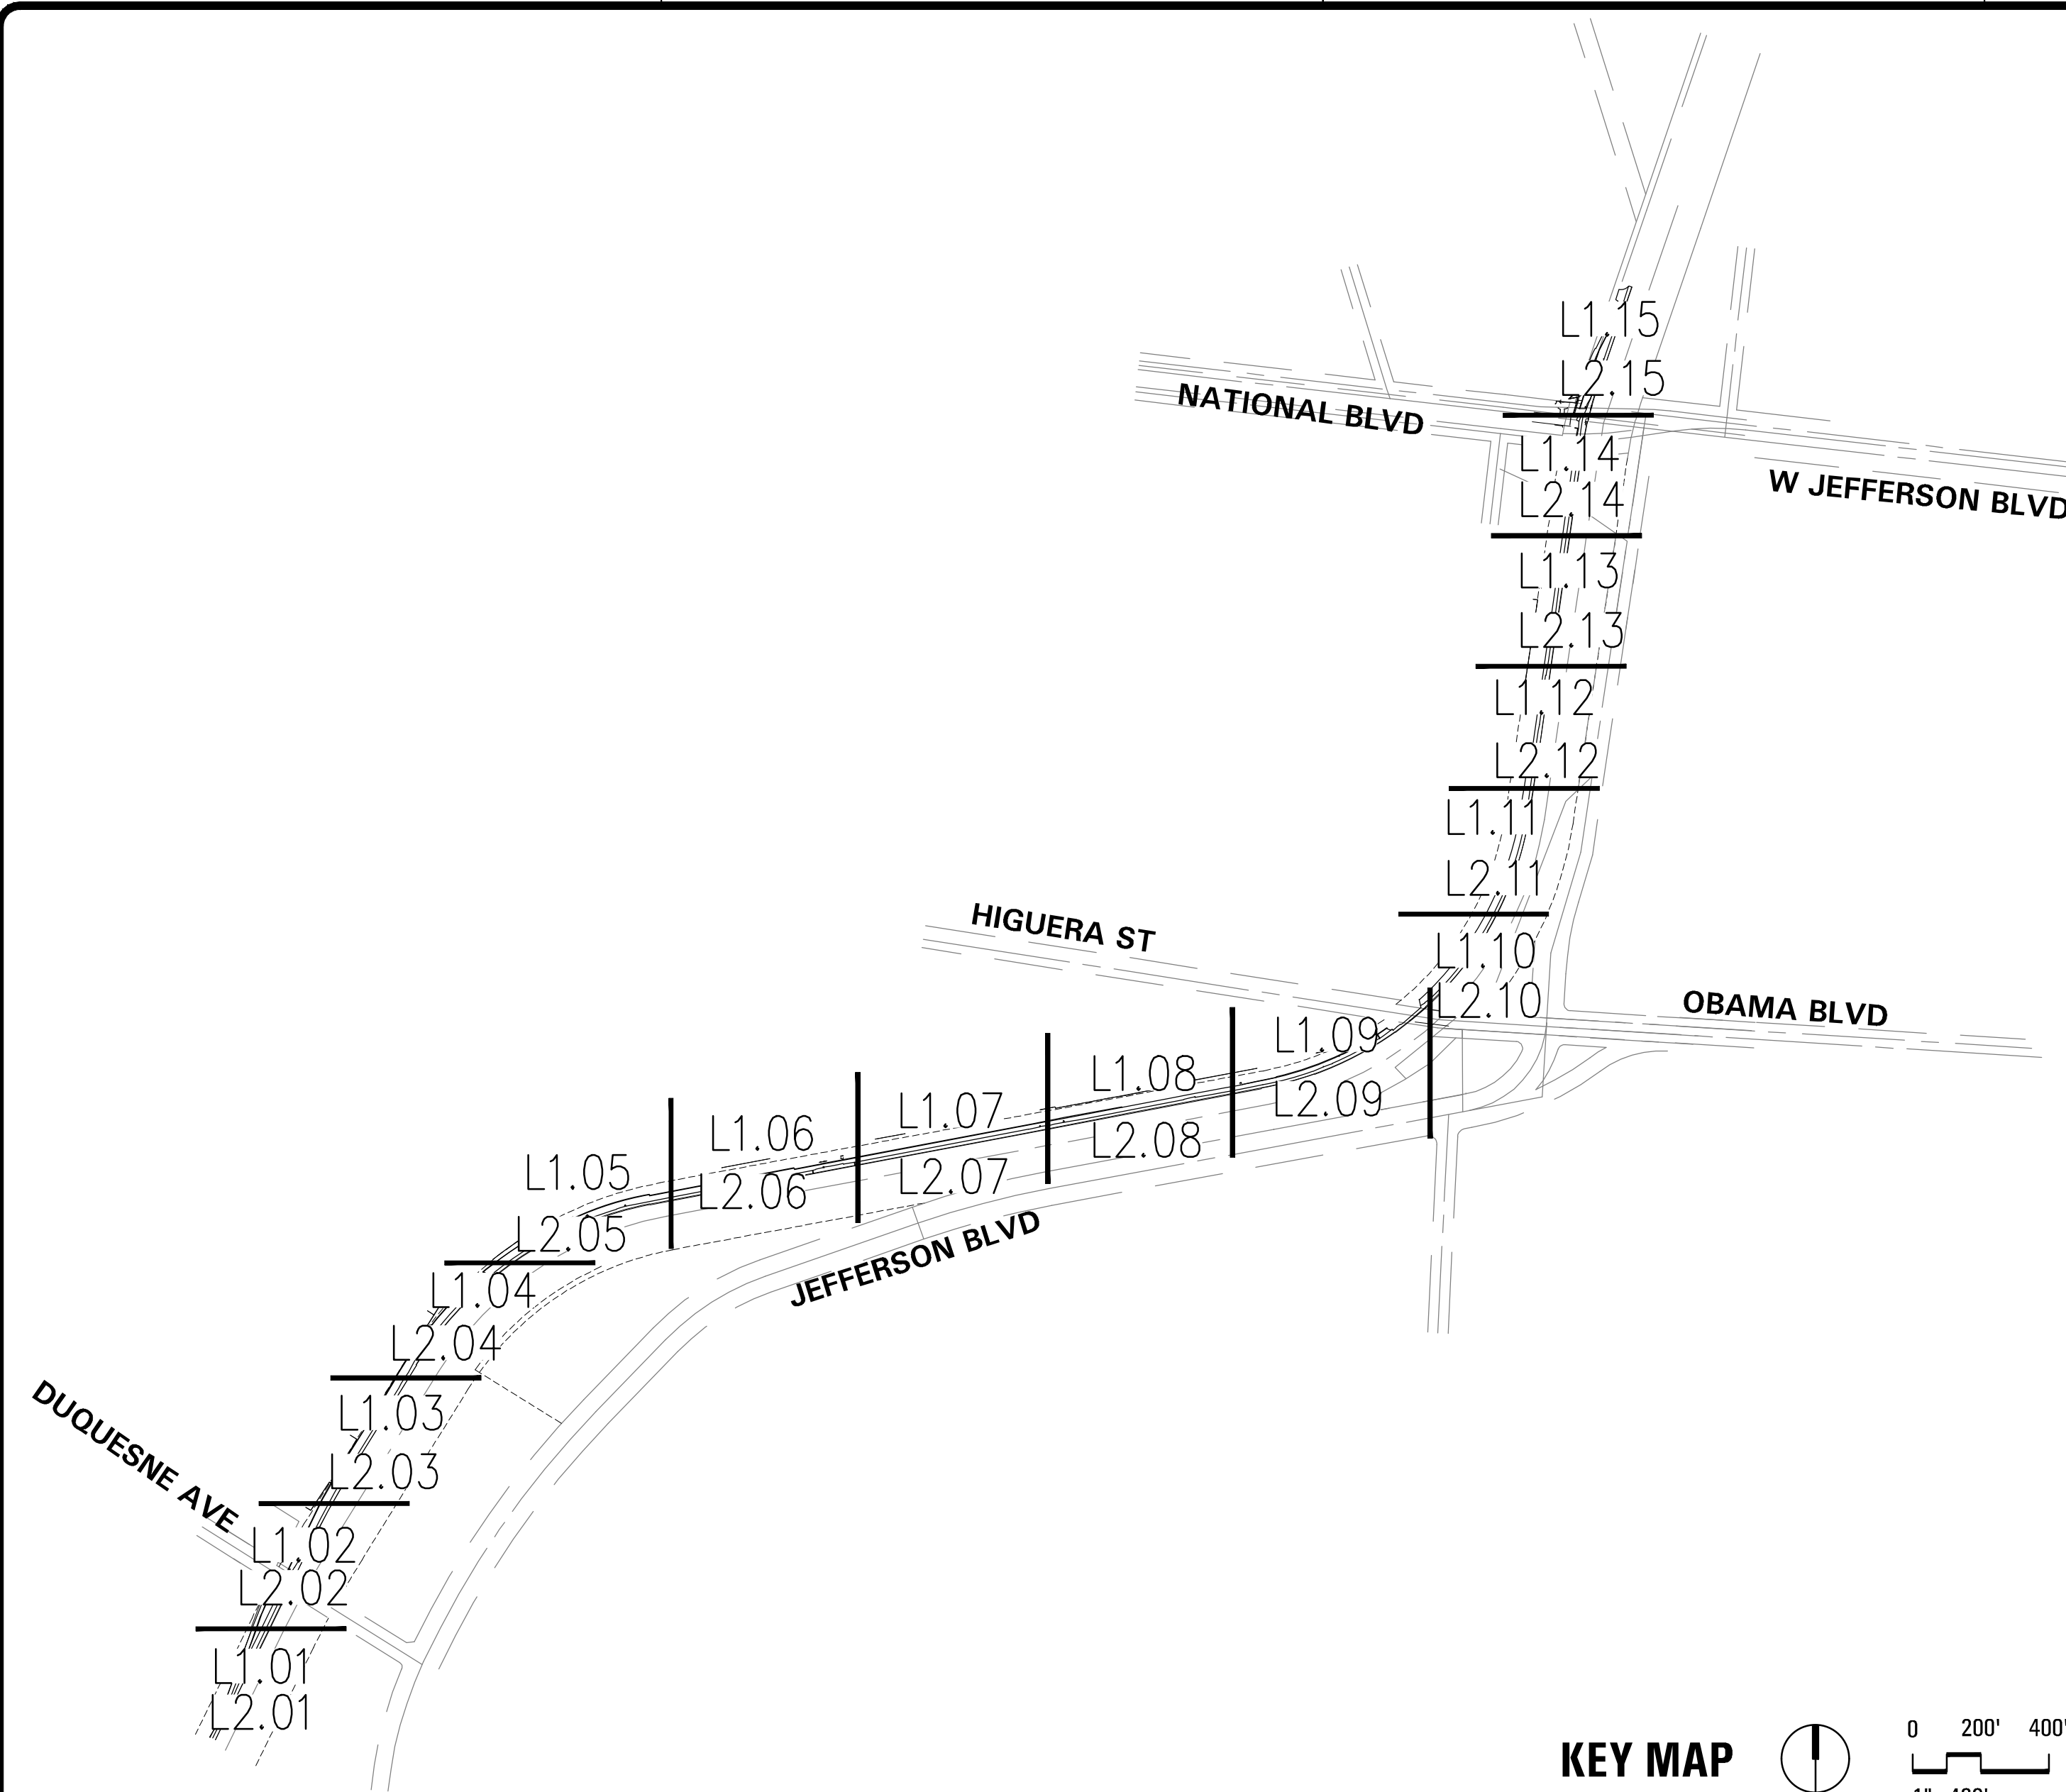 L1.15
L2.15
NATIONAL BLVD
L1.14
W JEFFERSON BLVD
L2.14
L1.13
L2.13
L1.12
L2.12
L1.11
L2.11
HIGUERA ST
L1.10
L2.10
OBAMA BLVD
L1.09
L2.09
L1.08
L2.08
L1.07
L2.07
L1.06
L2.06
L1.05
L2.05
JEFFERSON BLVD
L1.04
L2.04
L1.03
L2.03
DUQUESNE AVE
L1.02
L2.02
L1.01
L2.01
KEY MAP
0 200' 400'